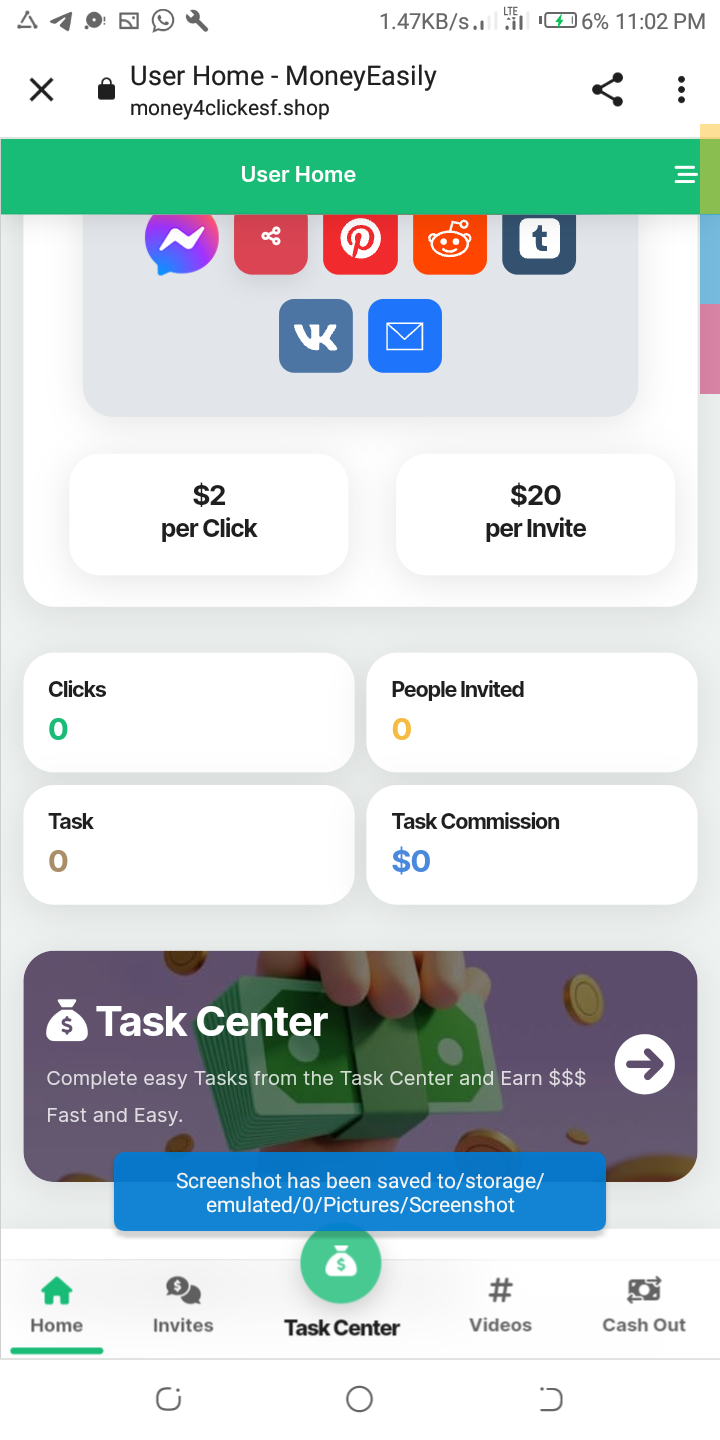 1.47KB/s LTE 6% 11:02 PM
User Home - MoneyEasily
money4clickesf.shop
User Home
$2
per Click
$20
per Invite
Clicks
0
People Invited
0
Task
0
Task Commission
$0
Task Center
Complete easy Tasks from the Task Center and Earn $$$
Fast and Easy.
Screenshot has been saved to/storage/
emulated/0/Pictures/Screenshot
Home
Invites
Task Center
Videos
Cash Out